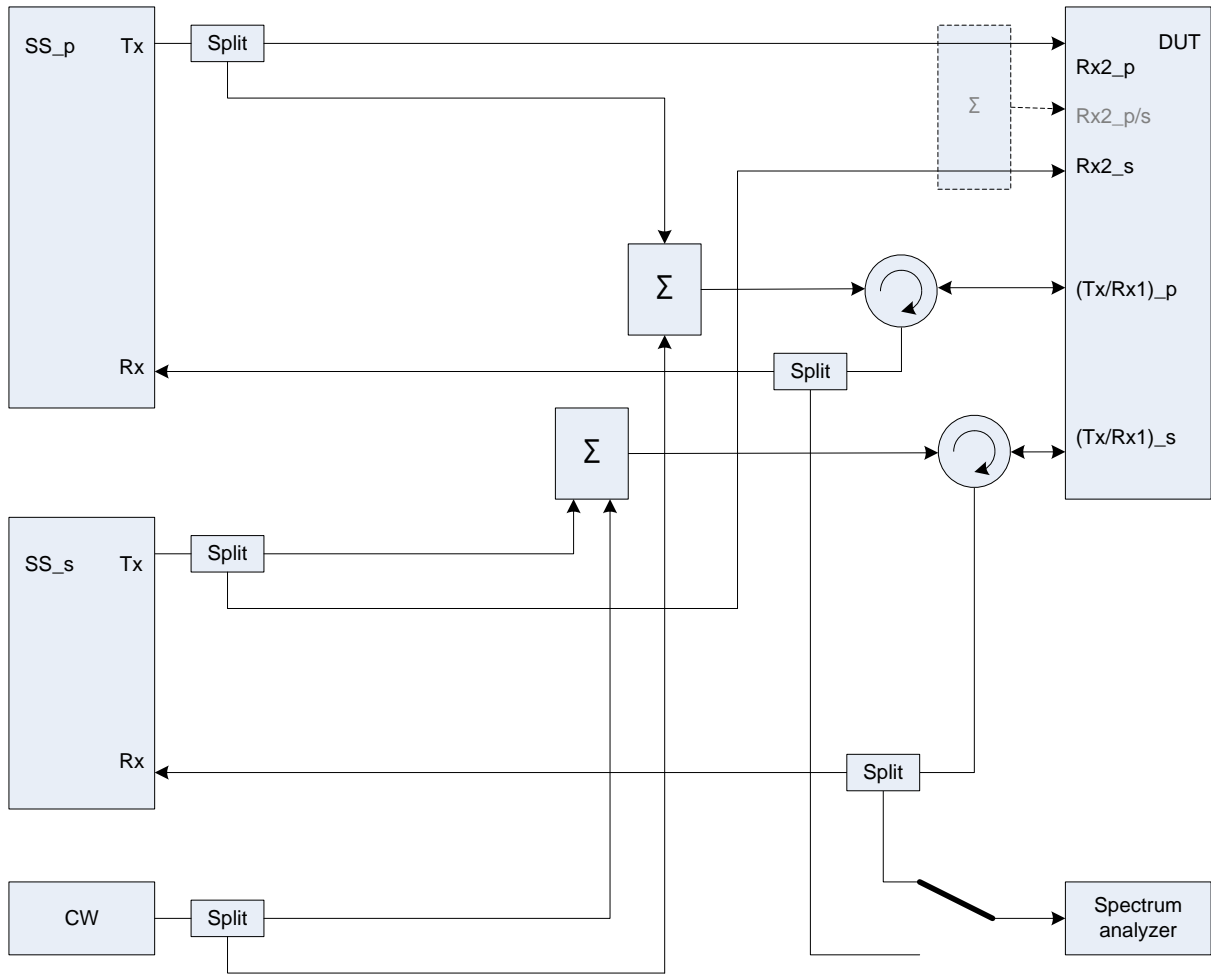 SS_p
Tx
Split
DUT
Rx2_p
Σ
Rx2_p/s
Rx2_s
Σ
(Tx/Rx1)_p
Rx
Split
Σ
(Tx/Rx1)_s
SS_s
Tx
Split
Rx
Split
CW
Split
Spectrum
analyzer